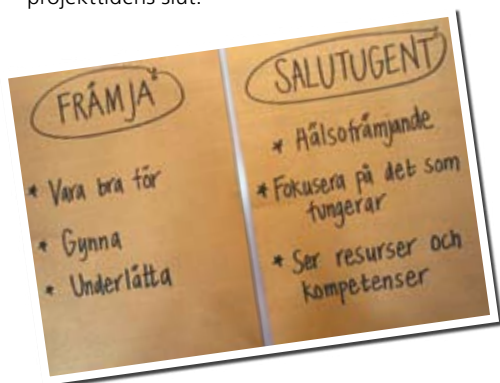 projekttidens slut.
FRÄMJA
* Vara bra för
* Gynna
* Underlätta
SALUTUGENT
* Hälsofrämjande
* Fokusera på det som
fungerar
* Ser resurser och
kompetenser